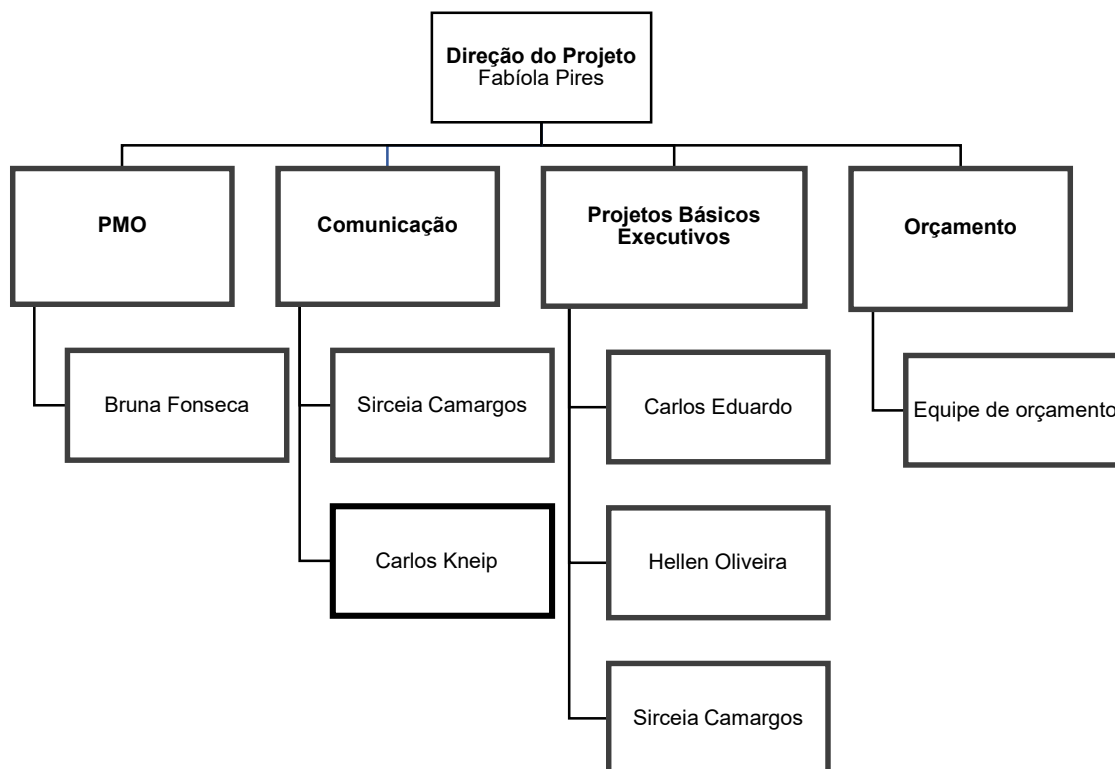 Direção do Projeto
Fabíola Pires
PMO
Comunicação
Projetos Básicos
Executivos
Orçamento
Bruna Fonseca
Sirceia Camargos
Carlos Eduardo
Equipe de orçamento
Carlos Kneip
Hellen Oliveira
Sirceia Camargos